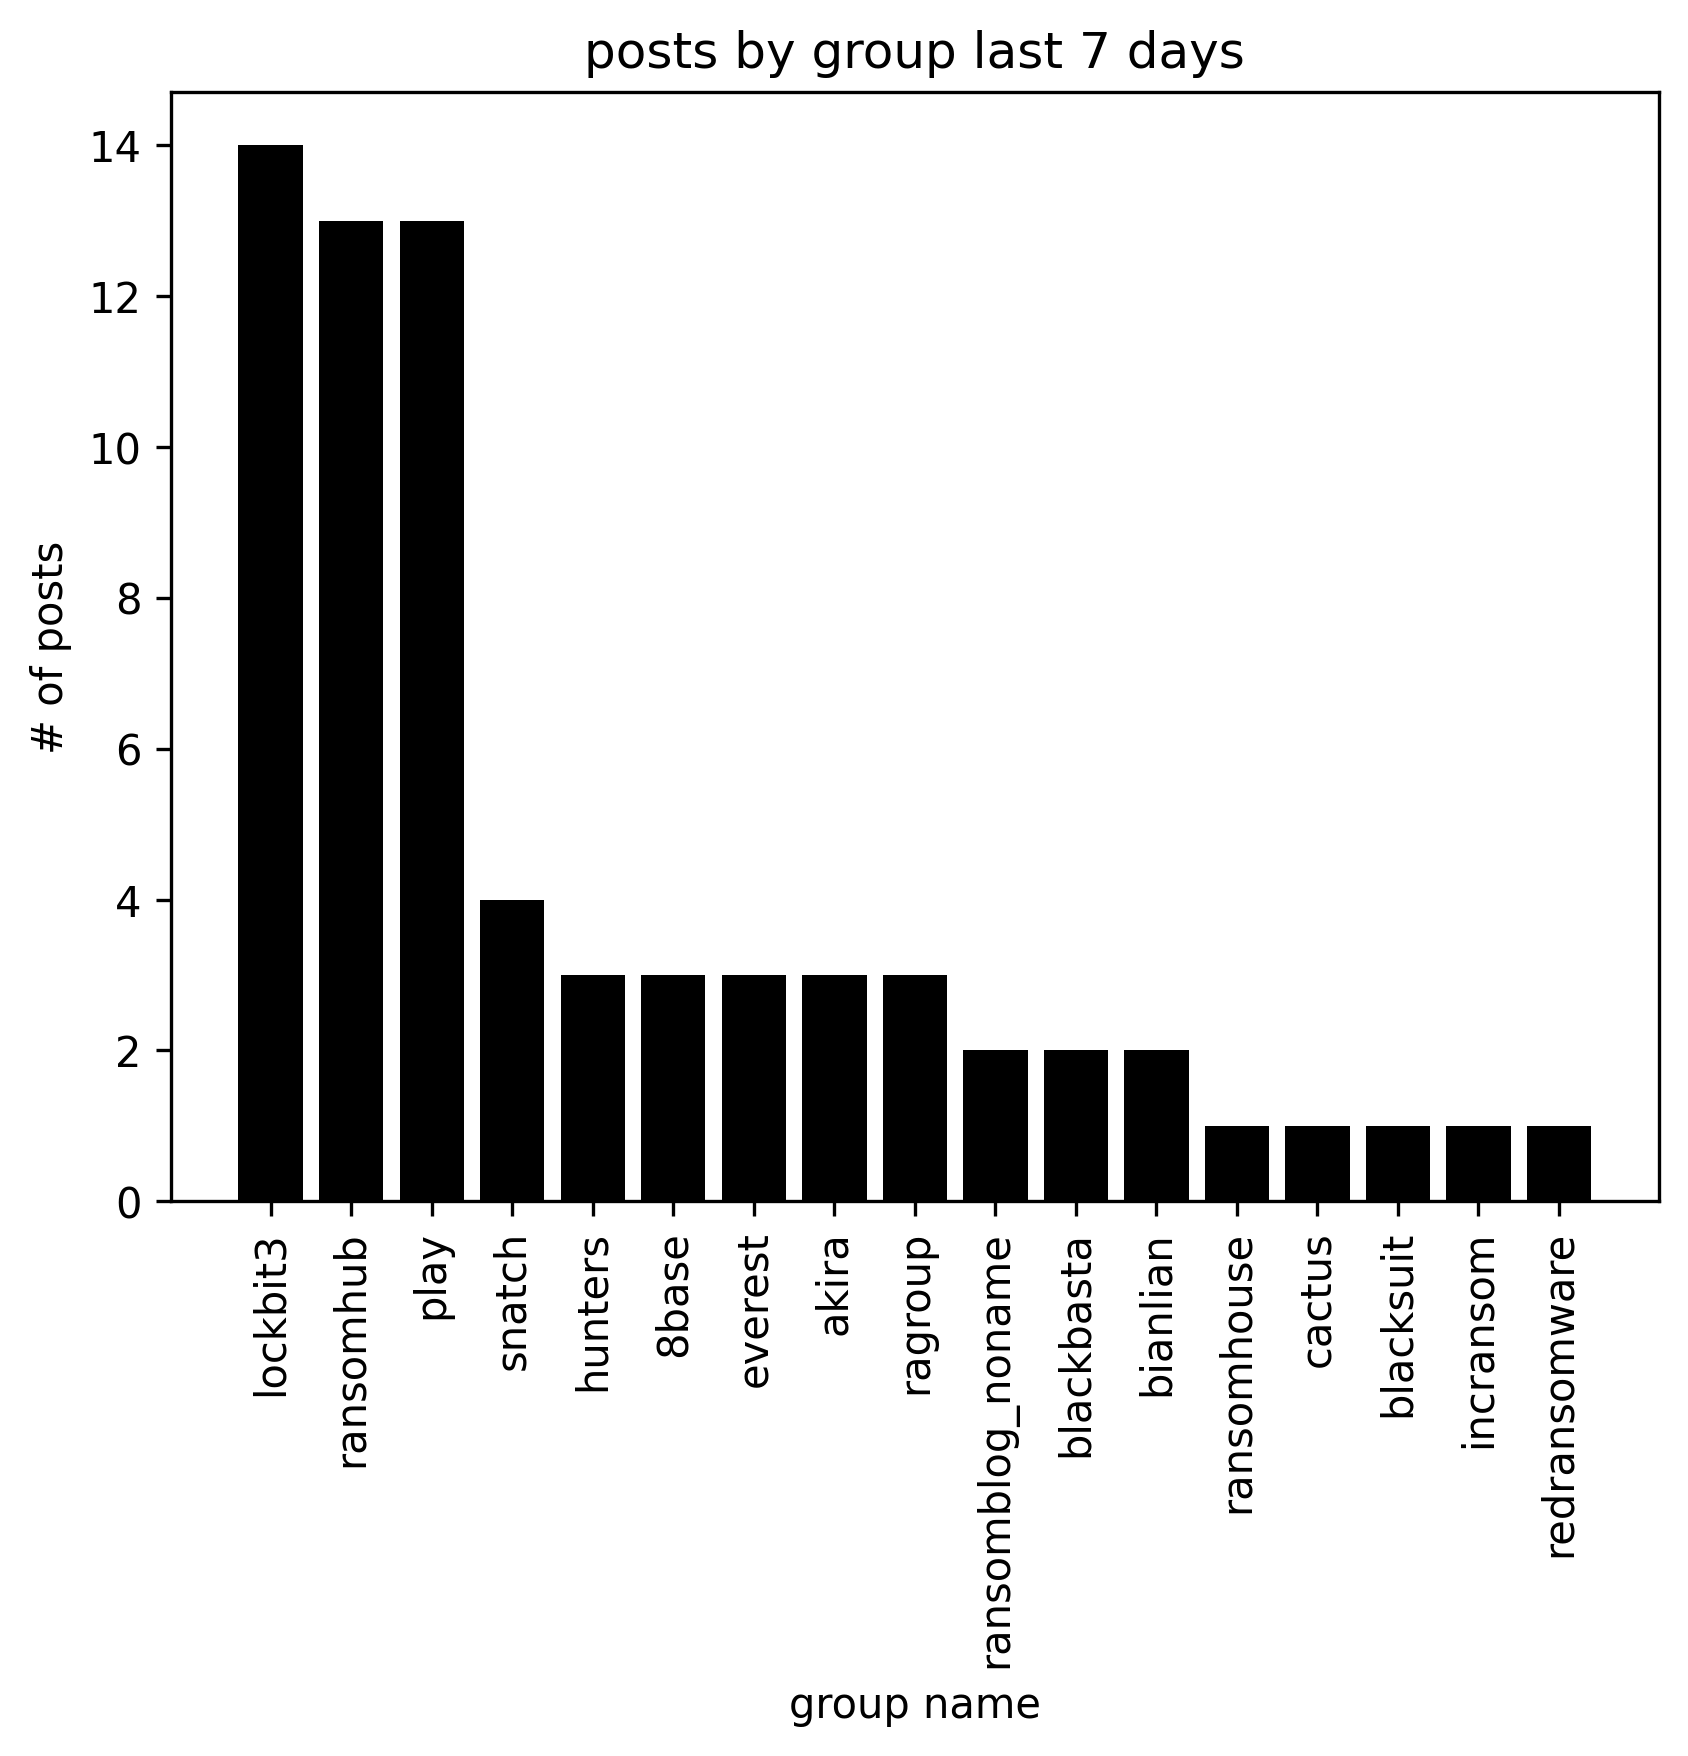 posts by group last 7 days
# of posts
14
12
10
8
6
4
2
0
lockbit3
ransomhub
play
snatch
hunters
8base
everest
akira
ragroup
ransomblog_noname
blackbasta
bianlian
ransomhouse
cactus
blacksuit
incransom
redransomware
group name